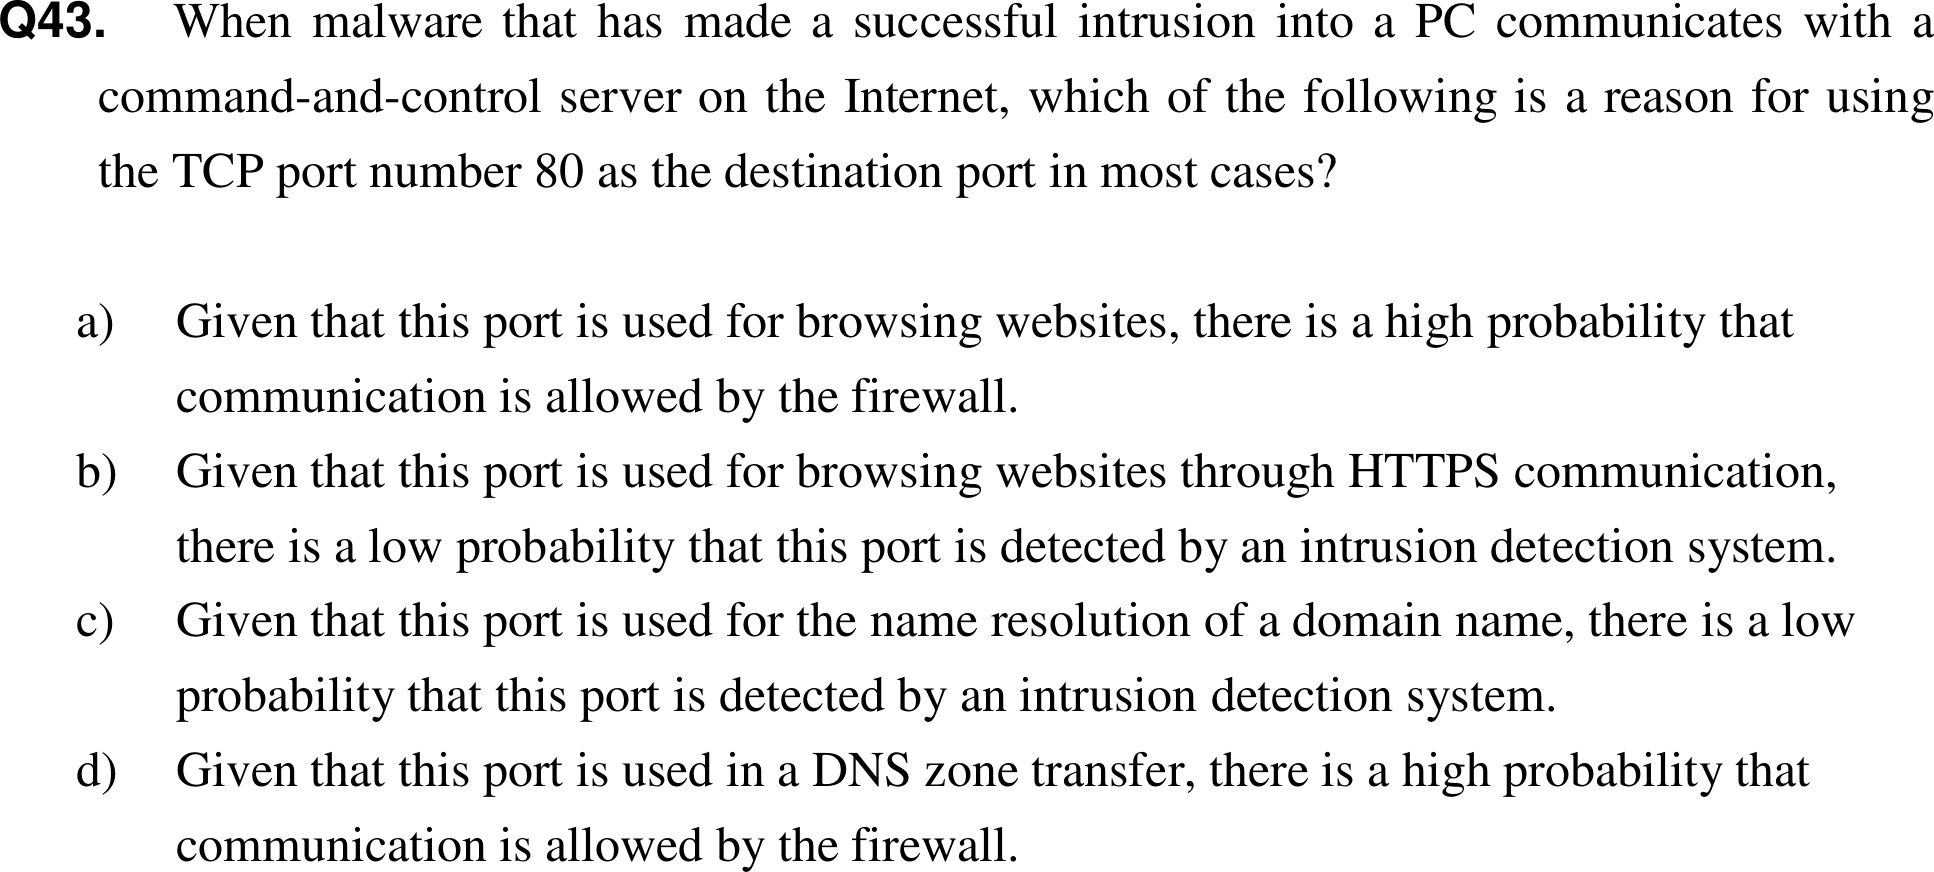 Q43. When malware that has made a successful intrusion into a PC communicates with a
command-and-control server on the Internet, which of the following is a reason for using
the TCP port number 80 as the destination port in most cases?
a) Given that this port is used for browsing websites, there is a high probability that
communication is allowed by the firewall.
b) Given that this port is used for browsing websites through HTTPS communication,
there is a low probability that this port is detected by an intrusion detection system.
c) Given that this port is used for the name resolution of a domain name, there is a low
probability that this port is detected by an intrusion detection system.
d) Given that this port is used in a DNS zone transfer, there is a high probability that
communication is allowed by the firewall.